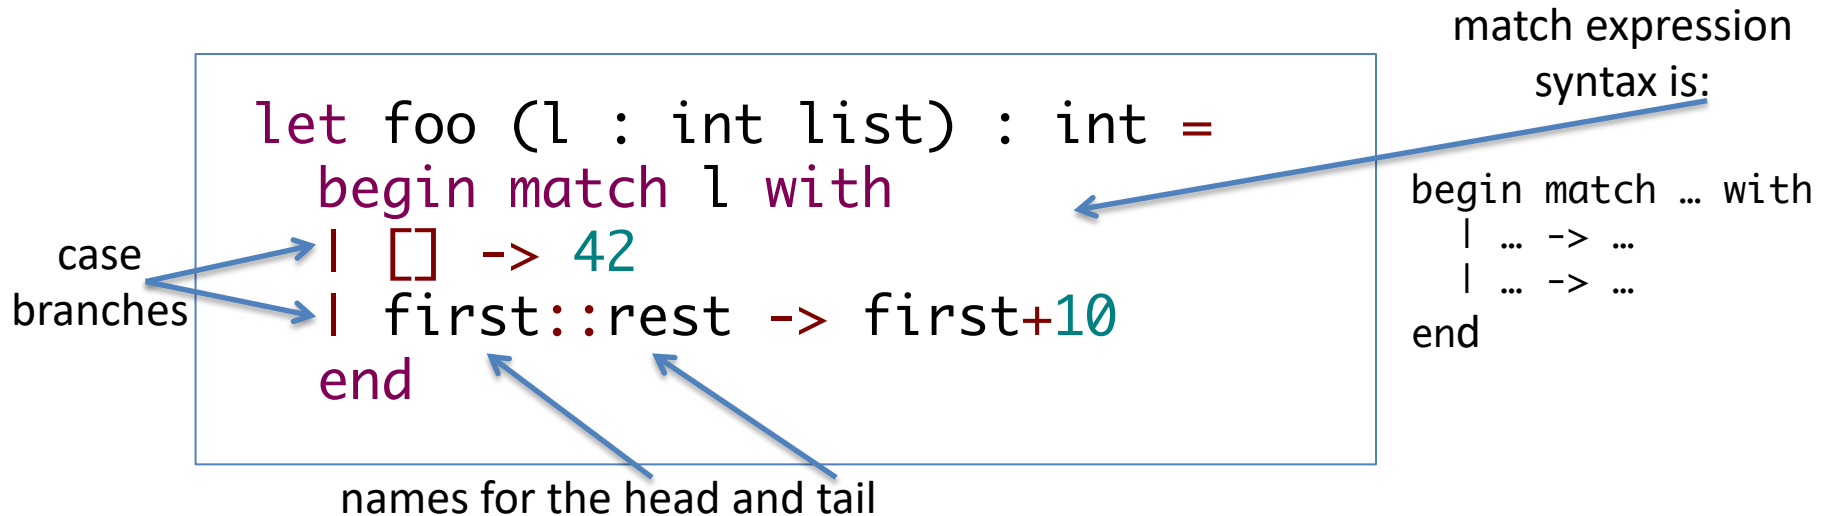 match expression
syntax is:
let foo (l : int list) : int =
begin match l with
| [] -> 42
| first::rest -> first+10
end
case
branches
names for the head and tail
begin match … with
| … -> …
| … -> …
end